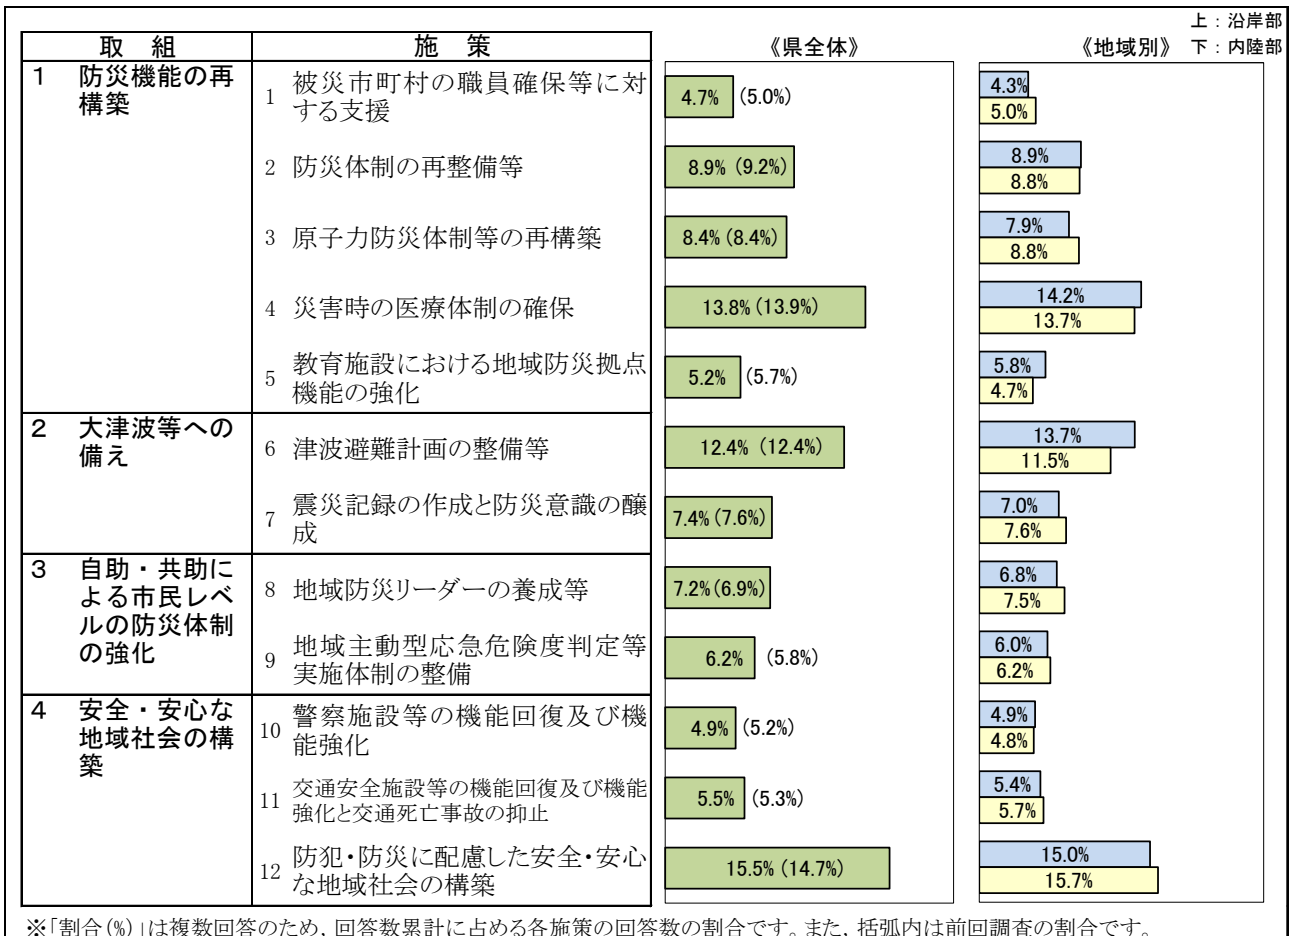 上：沿岸部
取　組　施　策　《県全体》　《地域別》　下：内陸部
1　防災機能の再構築
1　被災市町村の職員確保等に対
する支援
4.7%　(5.0%)
4.3%
5.0%
2　防災体制の再整備等
8.9%　(9.2%)
8.9%
8.8%
3　原子力防災体制等の再構築
8.4% (8.4%)
7.9%
8.8%
4　災害時の医療体制の確保
13.8% (13.9%)
14.2%
13.7%
5　教育施設における地域防災拠点
機能の強化
5.2%　(5.7%)
5.8%
4.7%
2　大津波等への
備え
6　津波避難計画の整備等
12.4%　(12.4%)
13.7%
11.5%
7　震災記録の作成と防災意識の醸
成
7.4% (7.6%)
7.0%
7.6%
3　自助・共助に
よる市民レベ
ルの防災体制
の強化
8　地域防災リーダーの養成等
7.2% (6.9%)
6.8%
7.5%
9　地域主動型応急危険度判定等
実施体制の整備
6.2%　(5.8%)
6.0%
6.2%
4　安全・安心な
地域社会の構
築
10　警察施設等の機能回復及び機
能強化
4.9%　(5.2%)
4.9%
4.8%
11　交通安全施設等の機能回復及び機能
強化と交通死亡事故の抑止
5.5%　(5.3%)
5.4%
5.7%
12　防犯・防災に配慮した安全・安心
な地域社会の構築
15.5% (14.7%)
15.0%
15.7%
※「割合(%)」は複数回答のため，回答数累計に占める各施策の回答数の割合です。また，括弧内は前回調査の割合です。